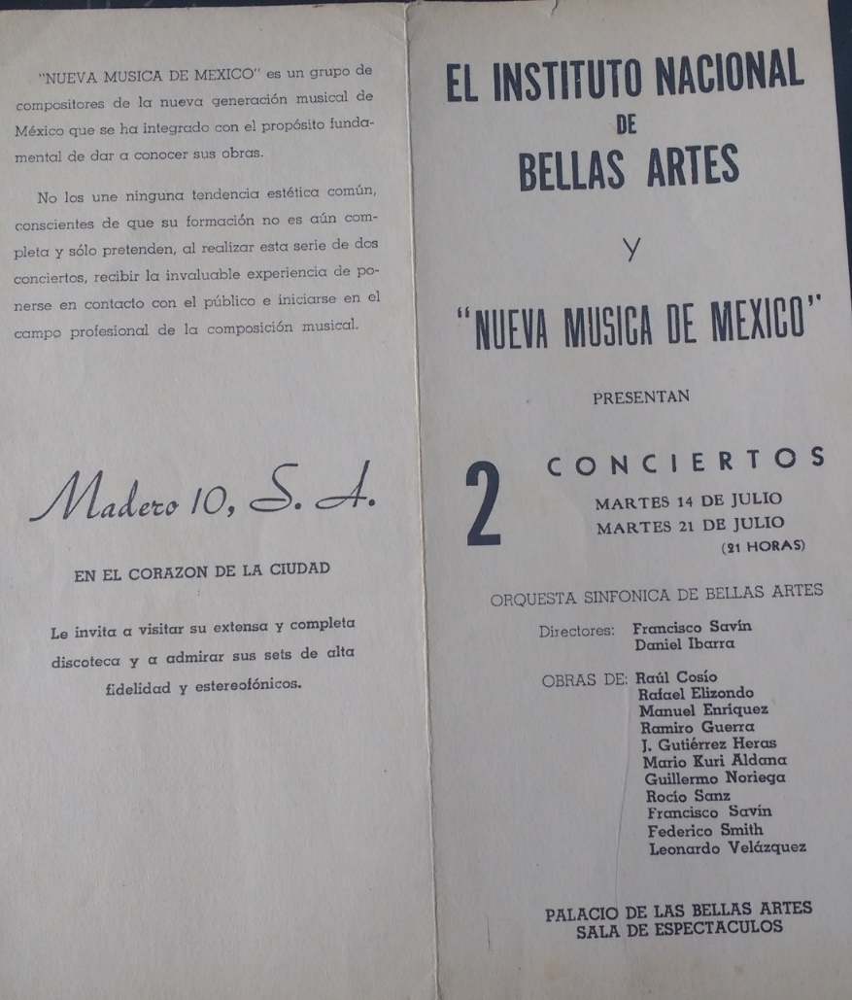 "NUEVA MUSICA DE MEXICO" es un grupo de
compositores de la nueva generación musical de
México que se ha integrado con el propósito funda-
mental de dar a conocer sus obras.
No los une ninguna tendencia estética común,
conscientes de que su formación no es aún com-
pleta y sólo pretenden, al realizar esta serie de dos
conciertos, recibir la invaluable experiencia de po-
nerse en contacto con el público e iniciarse en el
campo profesional de la composición musical.
Madero 10, S. A.
EN EL CORAZON DE LA CIUDAD
Le invita a visitar su extensa y completa
discoteca y a admirar sus sets de alta
fidelidad y estereofónicos.
EL INSTITUTO NACIONAL
DE
BELLAS ARTES
Y
"NUEVA MUSICA DE MEXICO"
PRESENTAN
2 CONCIERTOS
MARTES 14 DE JULIO
MARTES 21 DE JULIO
(21 HORAS)
ORQUESTA SINFONICA DE BELLAS ARTES
Directores: Francisco Savín
Daniel Ibarra
OBRAS DE: Raúl Cosío
Rafael Elizondo
Manuel Enríquez
Ramiro Guerra
J. Gutiérrez Heras
Mario Kuri Aldana
Guillermo Noriega
Rocío Sanz
Francisco Savín
Federico Smith
Leonardo Velázquez
PALACIO DE LAS BELLAS ARTES
SALA DE ESPECTACULOS